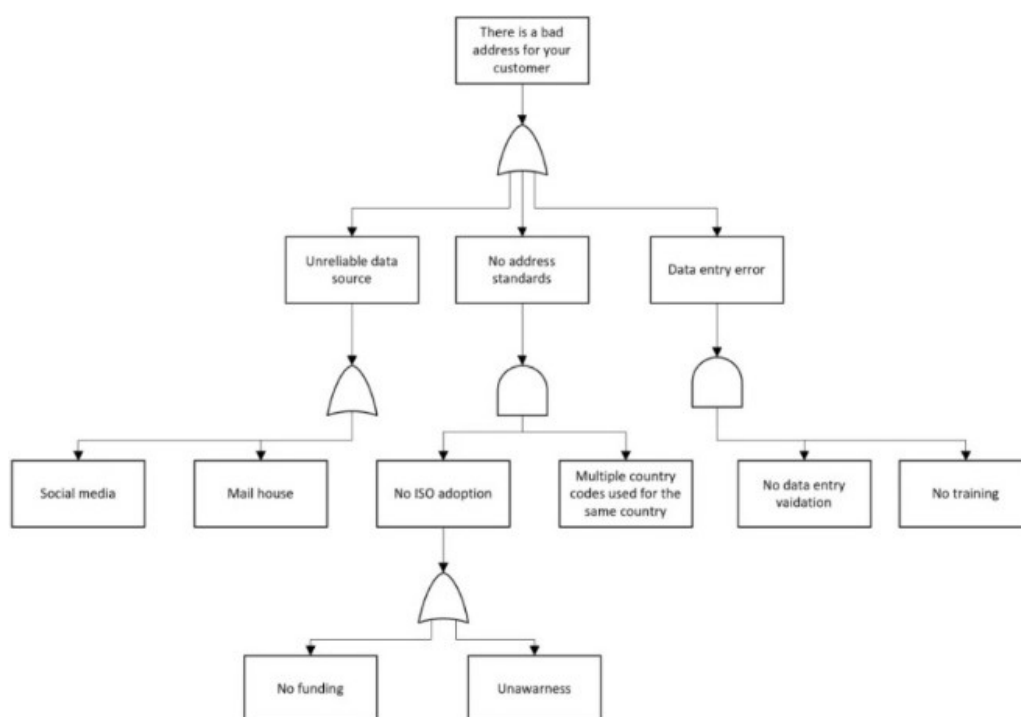 There is a bad
address for your
customer
Unreliable data
source
No address
standards
Data entry error
Social media
Mail house
No ISO adoption
Multiple country
codes used for the
same country
No data entry
vaidation
No training
No funding
Unawarness